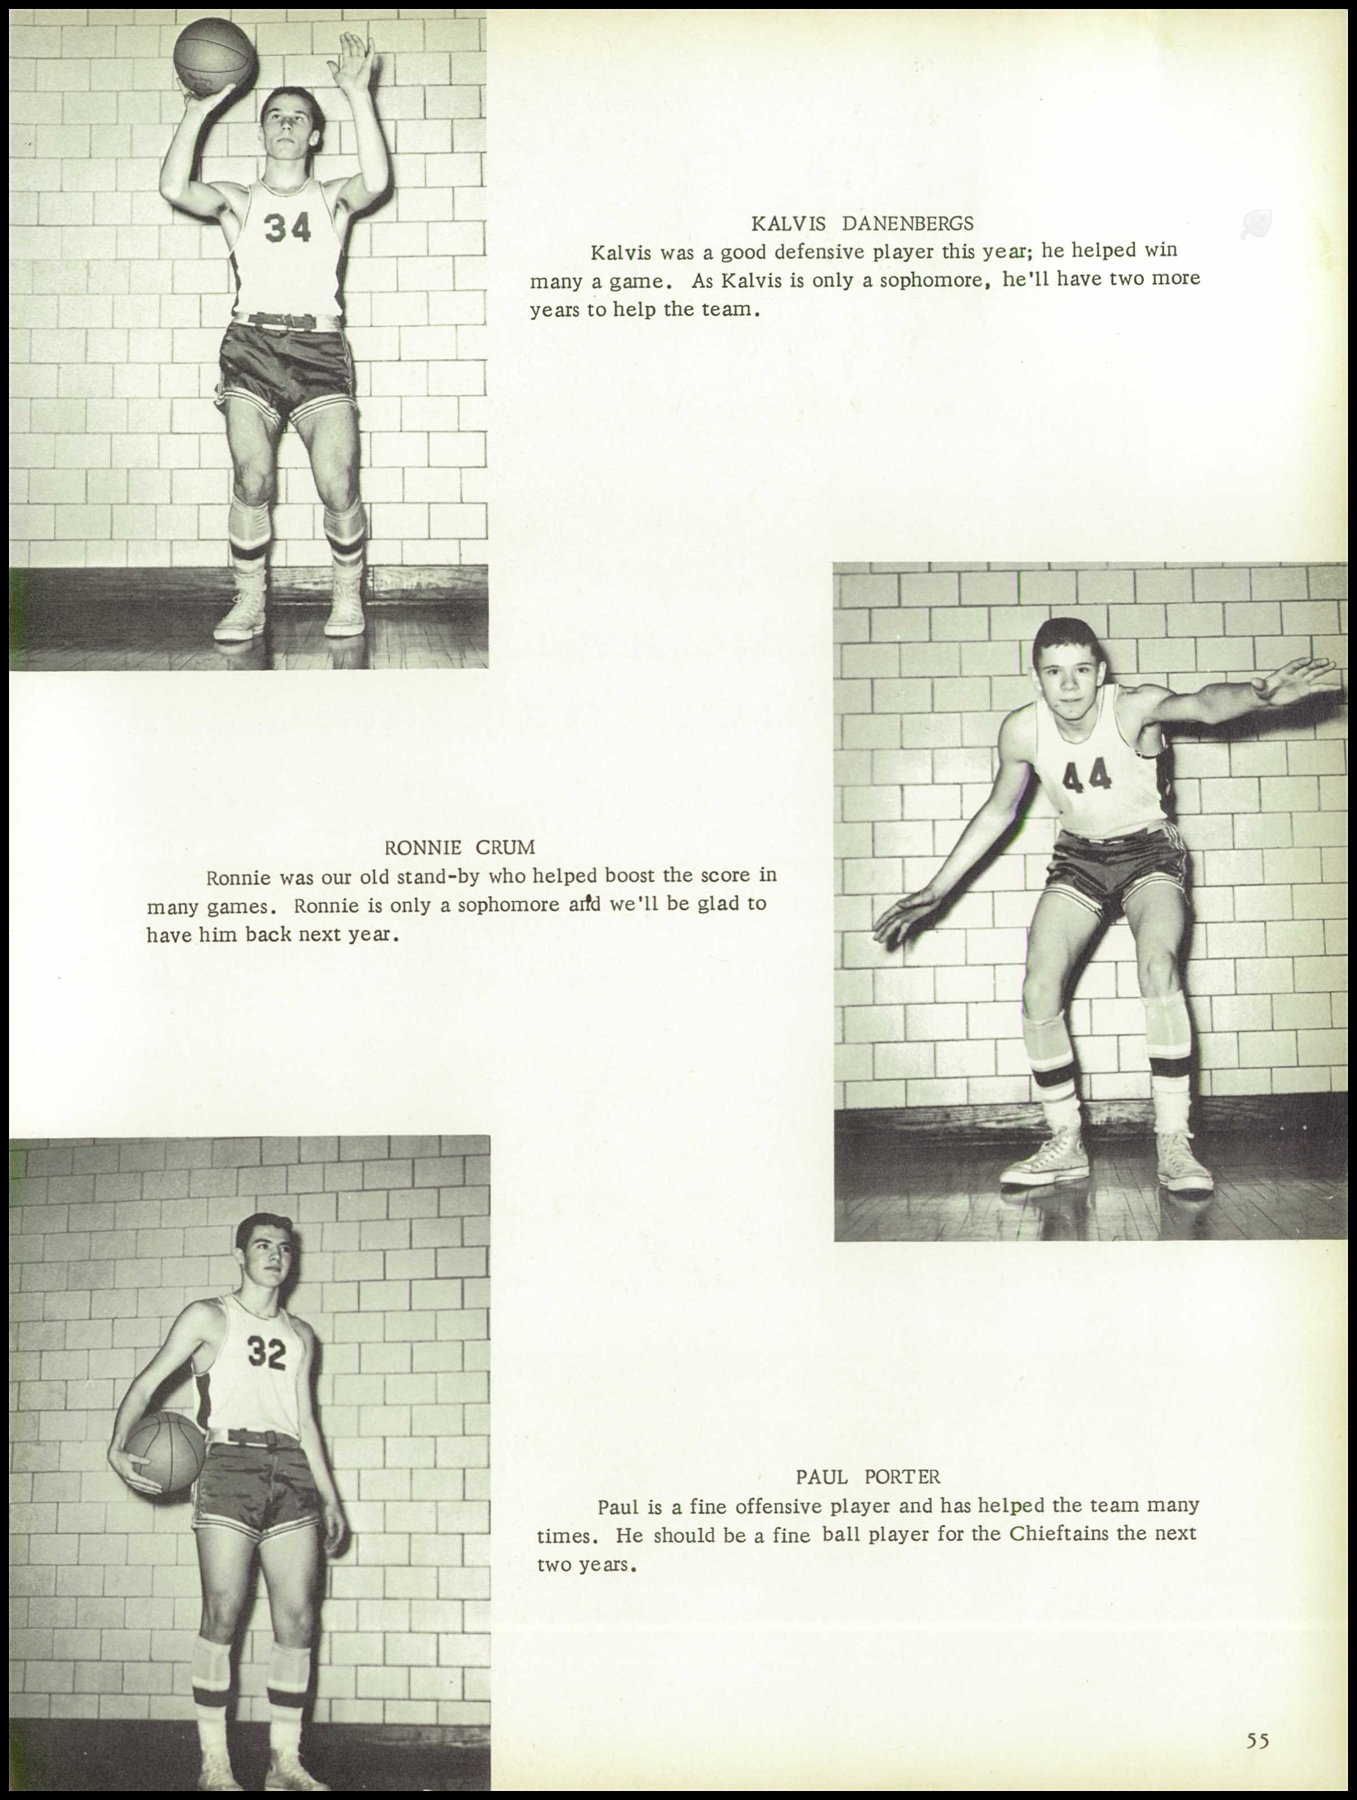 34
KALVIS DANENBERGS
Kalvis was a good defensive player this year; he helped win
many a game. As Kalvis is only a sophomore, he'll have two more
years to help the team.
44
RONNIE CRUM
Ronnie was our old stand-by who helped boost the score in
many games. Ronnie is only a sophomore and we'll be glad to
have him back next year.
32
PAUL PORTER
Paul is a fine offensive player and has helped the team many
times. He should be a fine ball player for the Chieftains the next
two years.
55